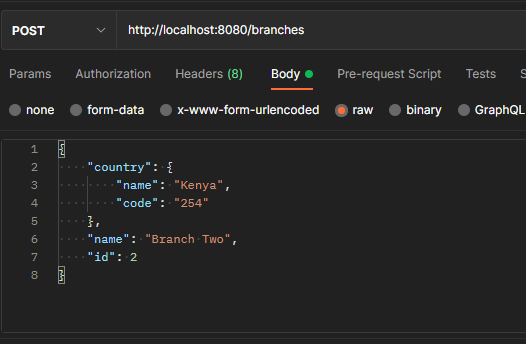 POST http://localhost:8080/branches
Params Authorization Headers (8) Body Pre-request Script Tests S
none form-data x-www-form-urlencoded raw binary GraphQL
1 {
2 "country": {
3 "name": "Kenya",
4 "code": "254"
5 },
6 "name": "Branch Two",
7 "id": 2
8 }